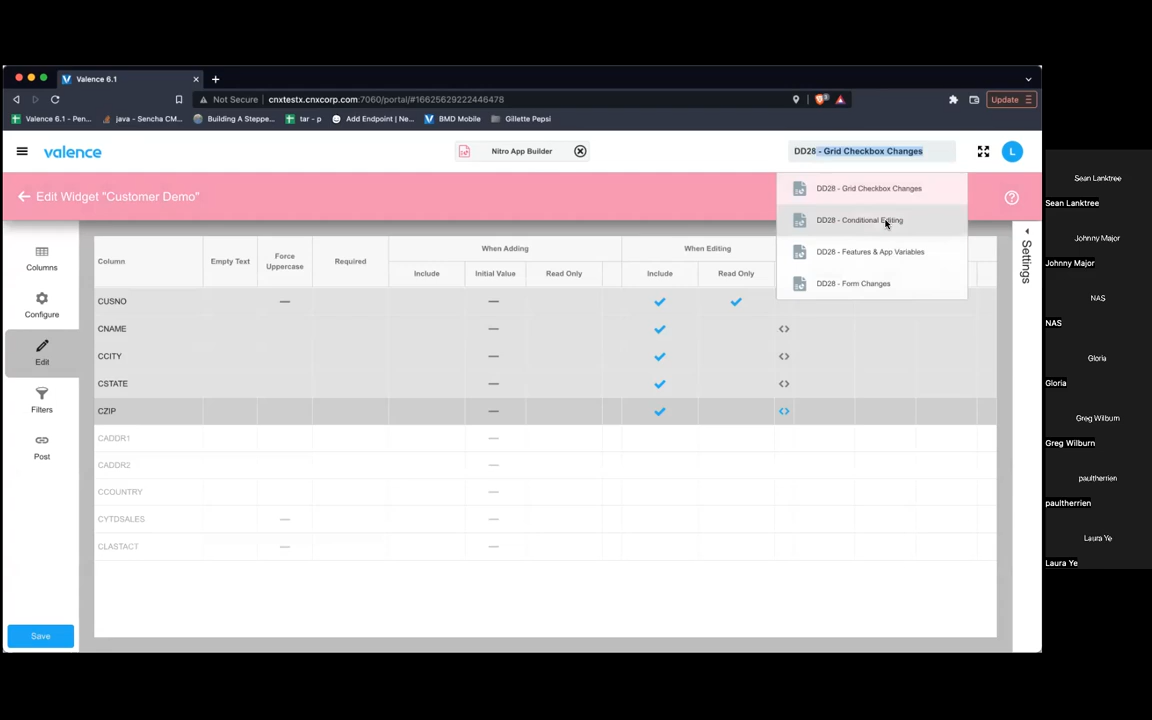 Valence 6.1
Not Secure | cnxtestx.cnxcorp.com:7060/portal/#16625629222446478
Update
Valence 6.1 - Pen...
java - Sencha CM...
Building A Steppe...
tar - p
Add Endpoint | Ne...
BMD Mobile
Gillette Pepsi
valence
Nitro App Builder
DD28 - Grid Checkbox Changes
L
Edit Widget "Customer Demo"
DD28 - Grid Checkbox Changes
DD28 - Conditional Editing
DD28 - Features & App Variables
DD28 - Form Changes
Columns
Configure
Edit
Filters
Post
Save
Column
Empty Text
Force Uppercase
Required
When Adding
When Editing
Include
Initial Value
Read Only
Include
Read Only
CUSNO
CNAME
<>
CCITY
<>
CSTATE
<>
CZIP
<>
CADDR1
CADDR2
CCOUNTRY
CYTDSALES
CLASTACT
Settings
Sean Lanktree
Sean Lanktree
Johnny Major
Johnny Major
NAS
NAS
Gloria
Gloria
Greg Wilburn
Greg Wilburn
paultherrien
paultherrien
Laura Ye
Laura Ye